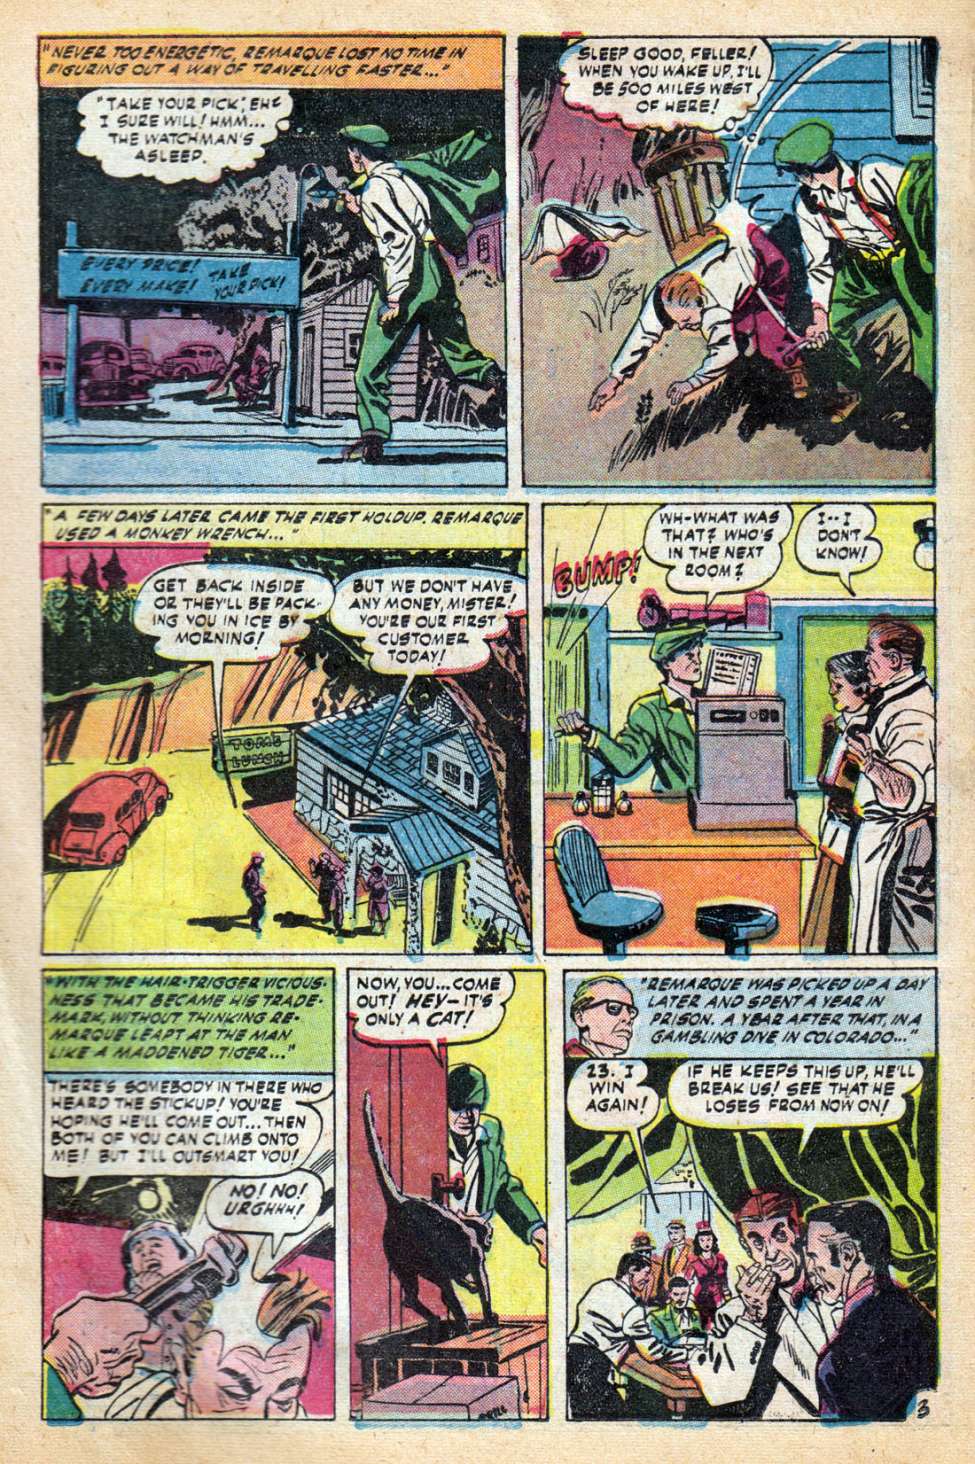 "NEVER TOO ENERGETIC, REMARQUE LOST NO TIME IN
FIGURING OUT A WAY OF TRAVELLING FASTER..."
"TAKE YOUR PICK", EH?
I SURE WILL! HMM...
THE WATCHMAN'S
ASLEEP.
EVERY PRICE!
EVERY MAKE!
TAKE
YOUR PICK!
SLEEP GOOD, FELLER!
WHEN YOU WAKE UP, I'LL
BE 500 MILES WEST
OF HERE!
"A FEW DAYS LATER CAME THE FIRST HOLDUP. REMARQUE
USED A MONKEY WRENCH..."
GET BACK INSIDE
OR THEY'LL BE PACK-
ING YOU IN ICE BY
MORNING!
BUT WE DON'T HAVE
ANY MONEY, MISTER!
YOU'RE OUR FIRST
CUSTOMER
TODAY!
TOMS
LUNCH
BUMP!
WH-WHAT WAS
THAT? WHO'S
IN THE NEXT
ROOM?
I--I
DON'T
KNOW!
"WITH THE HAIR-TRIGGER VICIOUS-
NESS THAT BECAME HIS TRADE-
MARK, WITHOUT THINKING RE-
MARQUE LEAPT AT THE MAN
LIKE A MADDENED TIGER..."
THERE'S SOMEBODY IN THERE WHO
HEARD THE STICKUP! YOU'RE
HOPING HE'LL COME OUT...THEN
BOTH OF YOU CAN CLIMB ONTO
ME! BUT I'LL OUTSMART YOU!
NO! NO!
URGHHH!
NOW, YOU...COME
OUT! HEY- IT'S
ONLY A CAT!
"REMARQUE WAS PICKED UP A DAY
LATER AND SPENT A YEAR IN
PRISON. A YEAR AFTER THAT, IN A
GAMBLING DIVE IN COLORADO..."
23. I
WIN
AGAIN!
IF HE KEEPS THIS UP, HE'LL
BREAK US! SEE THAT HE
LOSES FROM NOW ON!
3